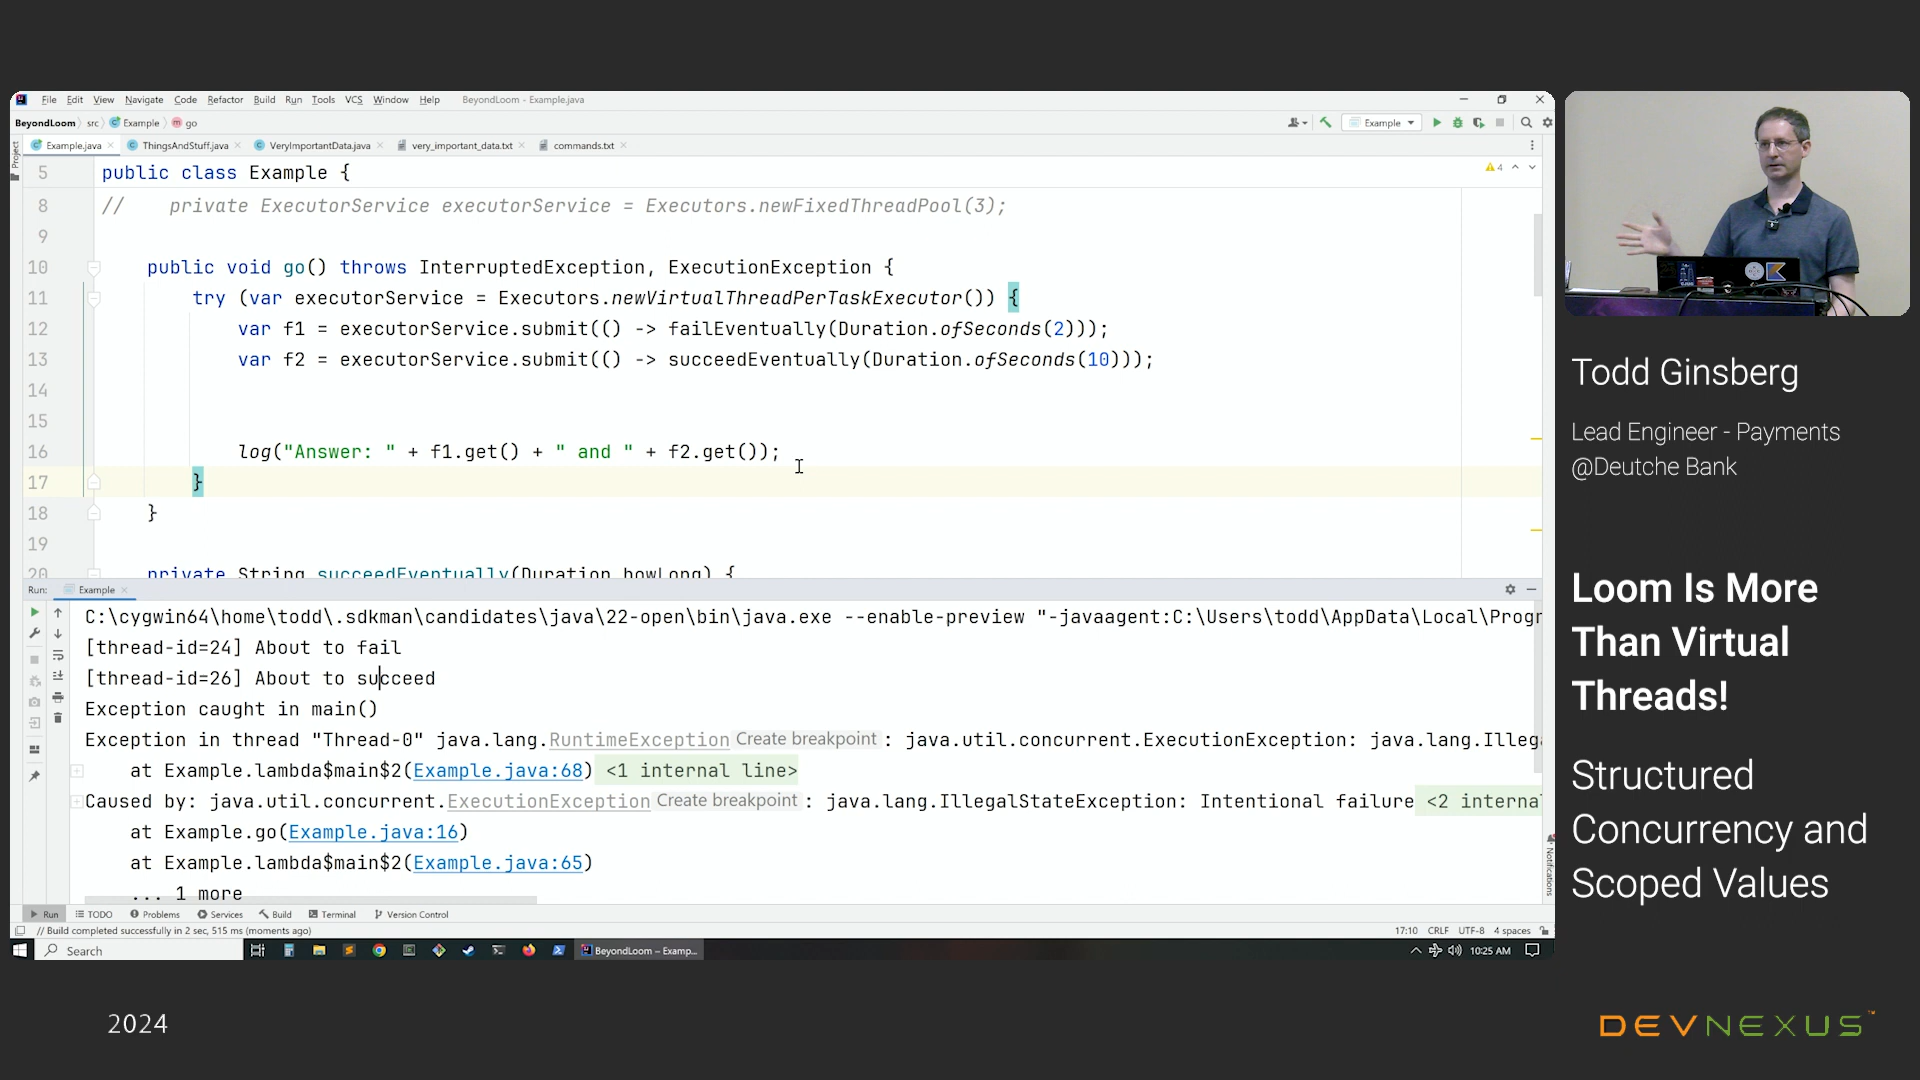 File Edit View Navigate Code Refactor Build Run Tools VCS Window Help BeyondLoom - Example.java
BeyondLoom src Example go
Example
Project
Example.java ThingsAndStuff.java VeryImportantData.java very_important_data.txt commands.txt
5 public class Example {
4
8 // private ExecutorService executorService = Executors.newFixedThreadPool(3);
9
10 public void go() throws InterruptedException, ExecutionException {
11 try (var executorService = Executors.newVirtualThreadPerTaskExecutor()) {
12 var f1 = executorService.submit(() -> failEventually(Duration.ofSeconds(2)));
13 var f2 = executorService.submit(() -> succeedEventually(Duration.ofSeconds(10)));
14
15
16 log("Answer: " + f1.get() + " and " + f2.get());
17 }
18 }
19
20 private String succeedEventually(Duration howLong) {
Run: Example
C:\cygwin64\home\todd\.sdkman\candidates\java\22-open\bin\java.exe --enable-preview "-javaagent:C:\Users\todd\AppData\Local\Progr
[thread-id=24] About to fail
[thread-id=26] About to succeed
Exception caught in main()
Exception in thread "Thread-0" java.lang.RuntimeException Create breakpoint : java.util.concurrent.ExecutionException: java.lang.Illeg
at Example.lambda$main$2(Example.java:68) <1 internal line>
Caused by: java.util.concurrent.ExecutionException Create breakpoint : java.lang.IllegalStateException: Intentional failure <2 interna
at Example.go(Example.java:16)
at Example.lambda$main$2(Example.java:65)
... 1 more
Notifications
Run TODO Problems Services Build Terminal Version Control
// Build completed successfully in 2 sec, 515 ms (moments ago)
17:10 CRLF UTF-8 4 spaces
Search
BeyondLoom – Examp...
10:25 AM
Todd Ginsberg
Lead Engineer - Payments
@Deutche Bank
Loom Is More
Than Virtual
Threads!
Structured
Concurrency and
Scoped Values
2024
DEVNEXUS™